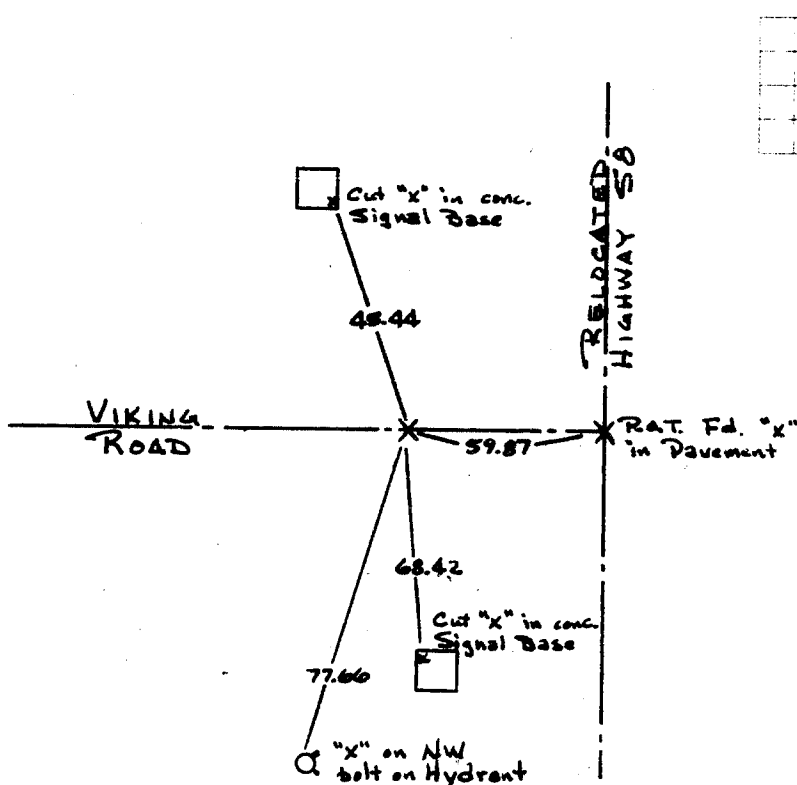 Cut "x" in conc.
Signal Base
RELOCATED
HIGHWAY 58
48.44
VIKING
ROAD
59.87
Fd. "x"
in Pavement
68.42
Cut "x" in conc.
Signal Base
77.66
"X" on NW
bolt on Hydrant